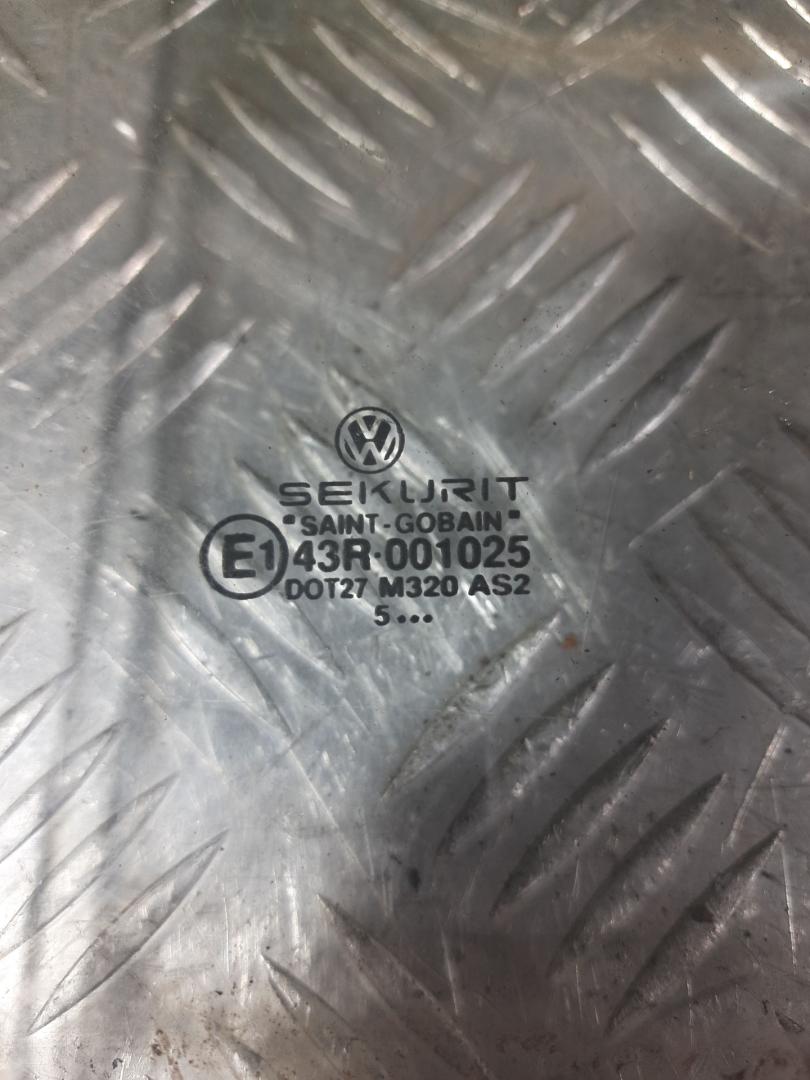 SEKURIT
"SAINT-GOBAIN"
E1 43R·001025
DOT27 M320 AS2
5•••